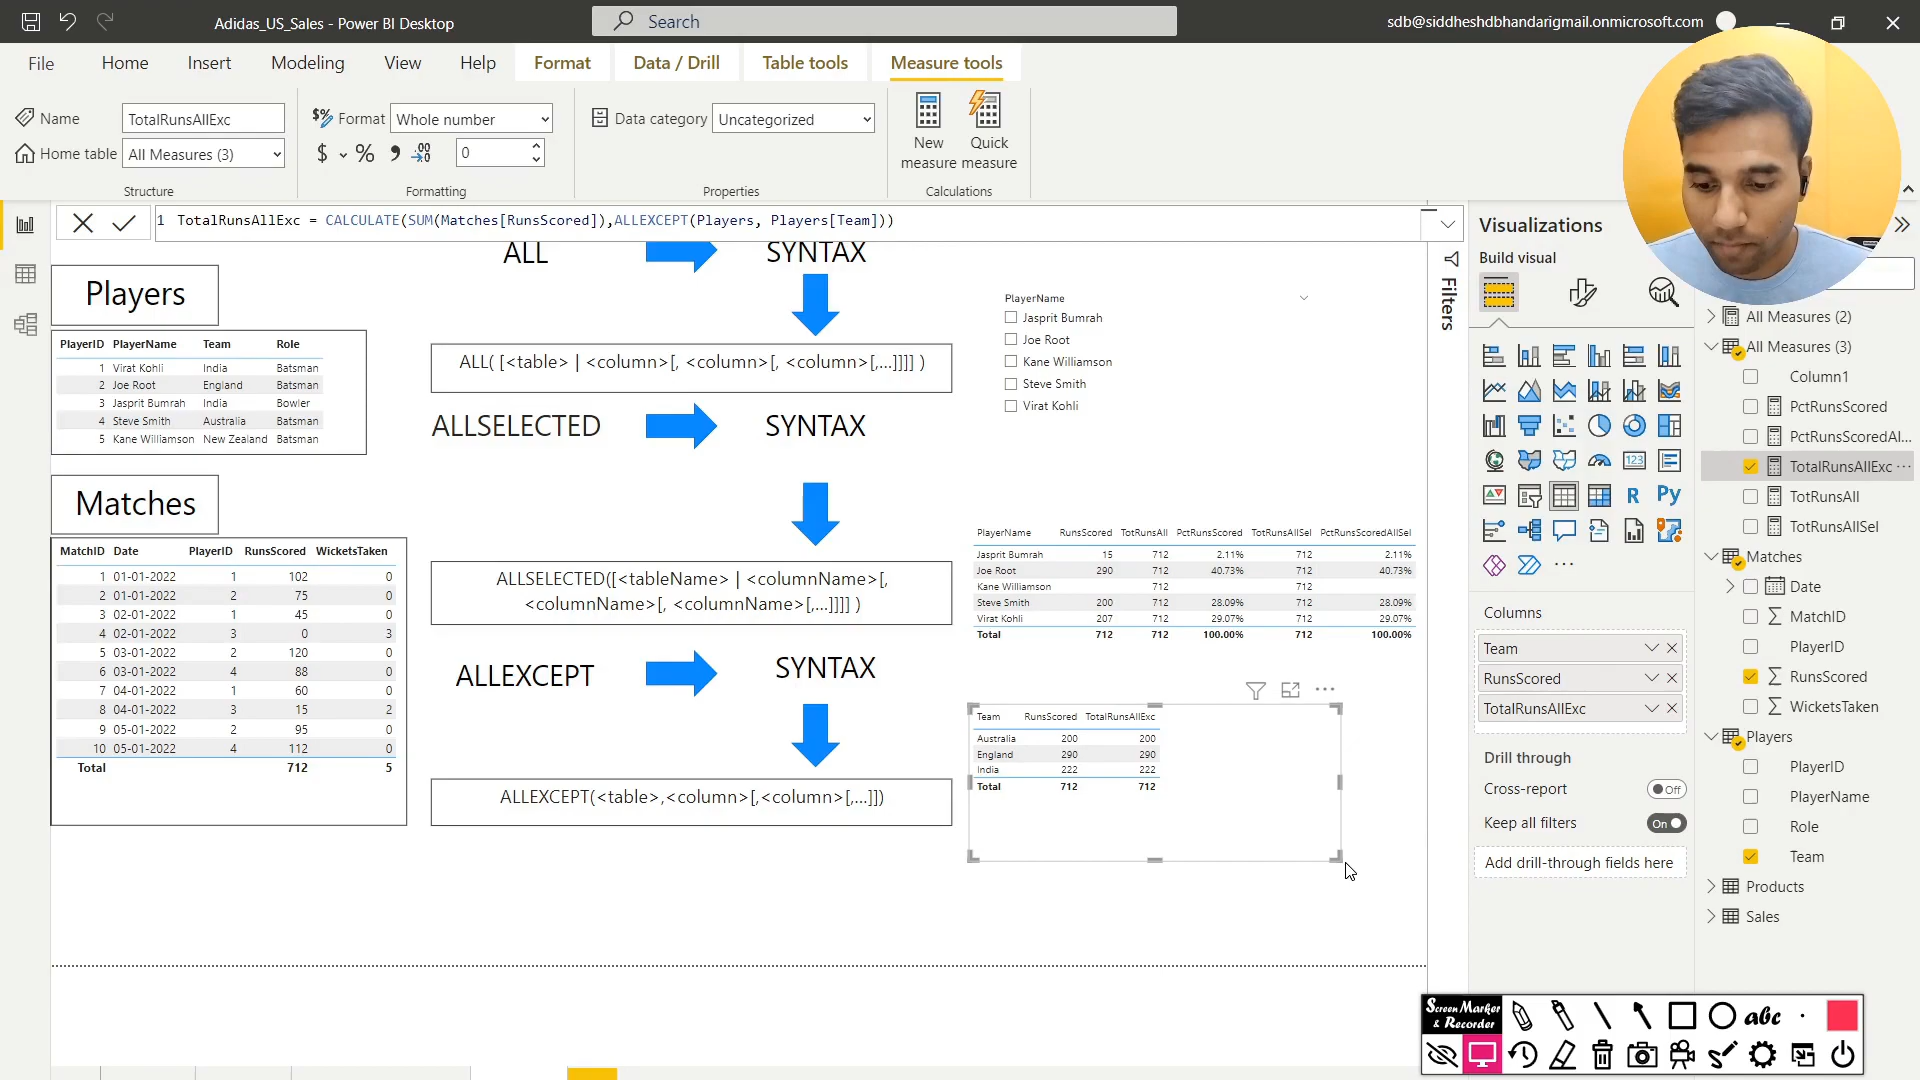 Adidas_US_Sales - Power BI Desktop
Search
sdb@siddheshdbhandarigmail.onmicrosoft.com
File
Home
Insert
Modeling
View
Help
Format
Data / Drill
Table tools
Measure tools
Name
TotalRunsAllExc
Home table
All Measures (3)
Structure
Format
Whole number
$ % 0
Formatting
Data category
Uncategorized
Properties
New measure
Quick measure
Calculations
1 TotalRunsAllExc = CALCULATE(SUM(Matches[RunsScored]),ALLEXCEPT(Players, Players[Team]))
Players
PlayerID PlayerName Team Role
1 Virat Kohli India Batsman
2 Joe Root England Batsman
3 Jasprit Bumrah India Bowler
4 Steve Smith Australia Batsman
5 Kane Williamson New Zealand Batsman
Matches
MatchID Date PlayerID RunsScored WicketsTaken
1 01-01-2022 1 102 0
2 01-01-2022 2 75 0
3 02-01-2022 1 45 0
4 02-01-2022 3 0 3
5 03-01-2022 2 120 0
6 03-01-2022 4 88 0
7 04-01-2022 1 60 0
8 04-01-2022 3 15 2
9 05-01-2022 2 95 0
10 05-01-2022 4 112 0
Total 712 5
ALL
SYNTAX
ALL( [<table> | <column>[, <column>[, <column>[,...]]]] )
ALLSELECTED
SYNTAX
ALLSELECTED([<tableName> | <columnName>[,
<columnName>[, <columnName>[,...]]]] )
ALLEXCEPT
SYNTAX
ALLEXCEPT(<table>,<column>[,<column>[,...]])
PlayerName
Jasprit Bumrah
Joe Root
Kane Williamson
Steve Smith
Virat Kohli
PlayerName RunsScored TotRunsAll PctRunsScored TotRunsAllSel PctRunsScoredAllSel
Jasprit Bumrah 15 712 2.11% 712 2.11%
Joe Root 290 712 40.73% 712 40.73%
Kane Williamson 712 712
Steve Smith 200 712 28.09% 712 28.09%
Virat Kohli 207 712 29.07% 712 29.07%
Total 712 712 100.00% 712 100.00%
Team RunsScored TotalRunsAllExc
Australia 200 200
England 290 290
India 222 222
Total 712 712
Filters
Visualizations
Build visual
123
R
Py
Columns
Team
RunsScored
TotalRunsAllExc
Drill through
Cross-report
Off
Keep all filters
On
Add drill-through fields here
All Measures (2)
All Measures (3)
Column1
PctRunsScored
PctRunsScoredAl...
TotalRunsAllExc
TotRunsAll
TotRunsAllSel
Matches
Date
MatchID
PlayerID
RunsScored
WicketsTaken
Players
PlayerID
PlayerName
Role
Team
Products
Sales
Screen Marker
& Recorder
abc